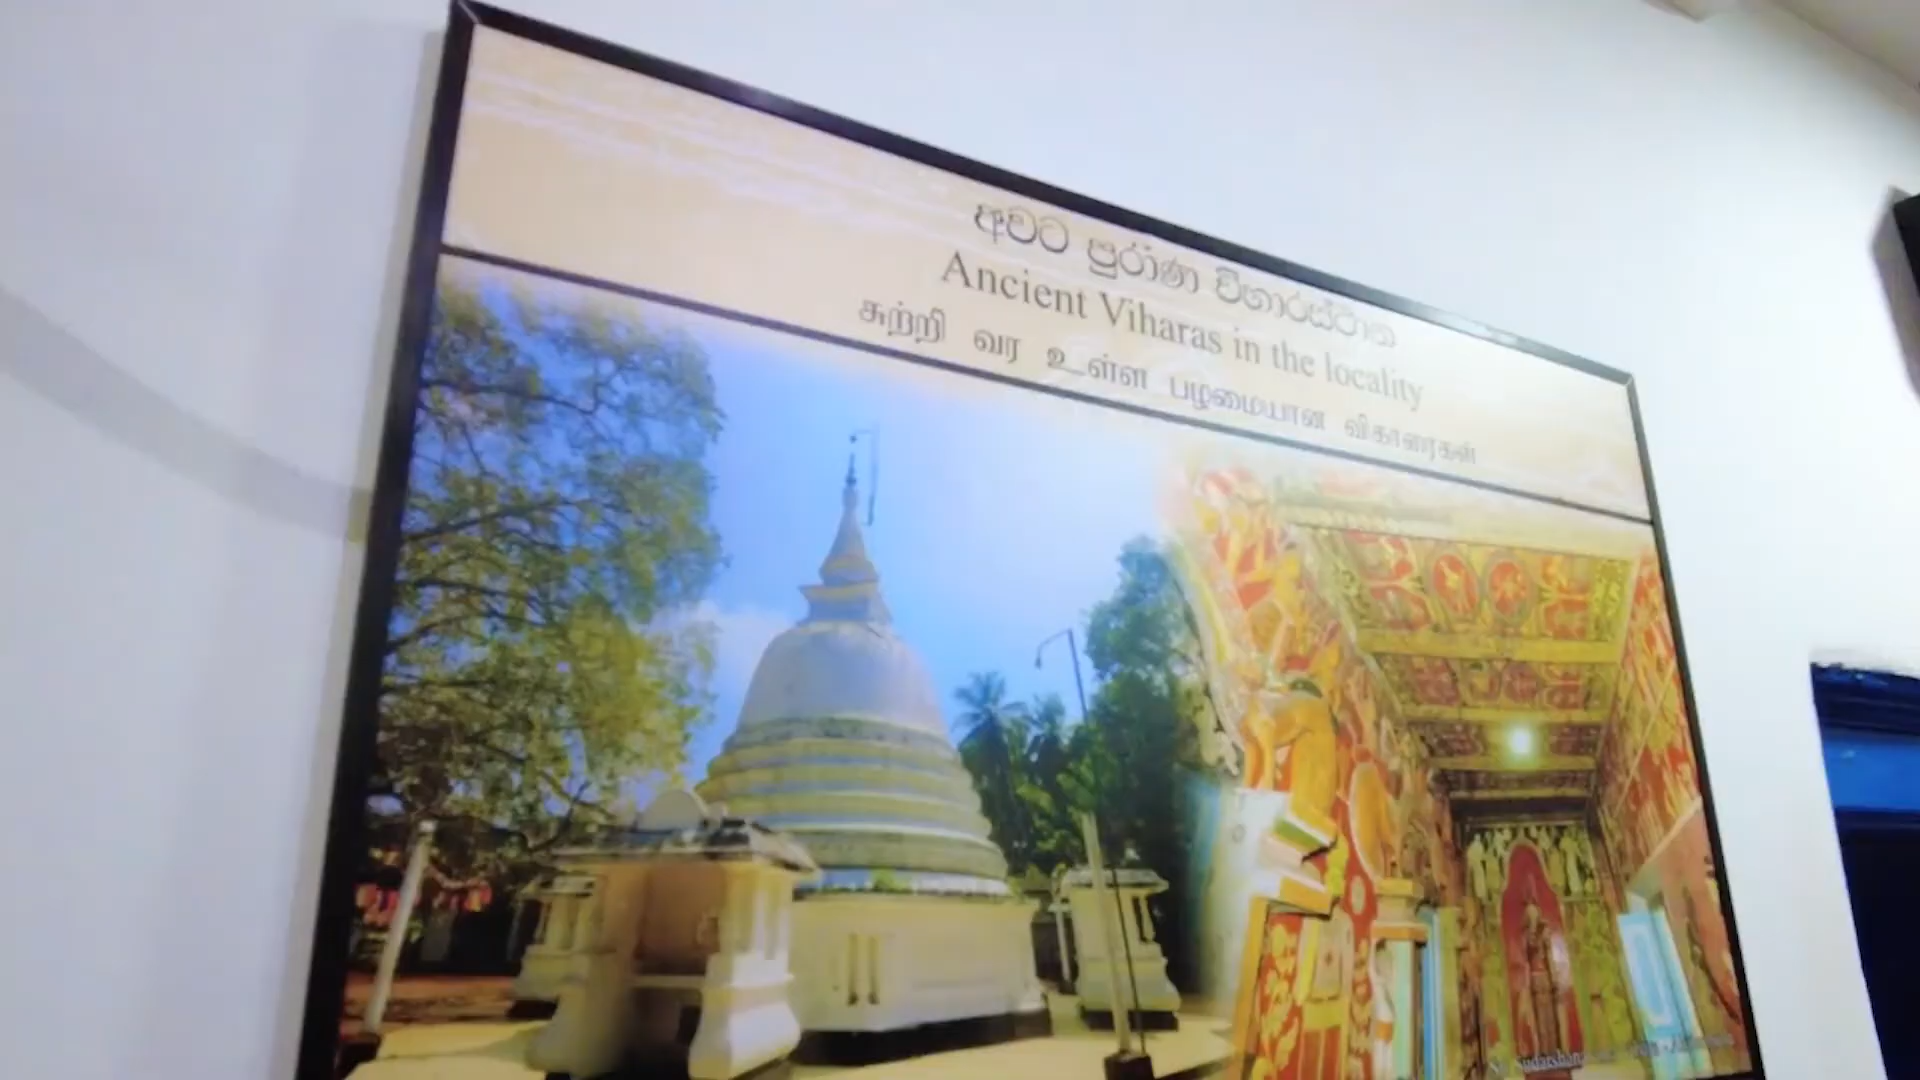 අවට පුරාණ විහාරස්ථාන
Ancient Viharas in the locality
சுற்றி வர உள்ள பழமையான விகாரைகள்